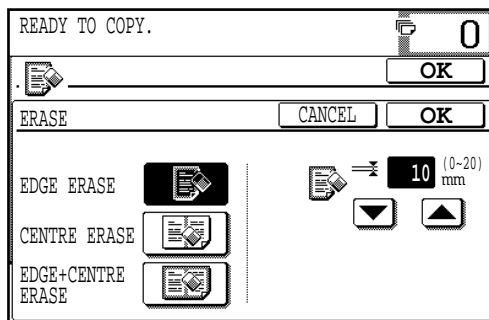 READY TO COPY.
0
OK
ERASE
CANCEL
OK
EDGE ERASE
10 (0~20) mm
CENTRE ERASE
EDGE+CENTRE
ERASE